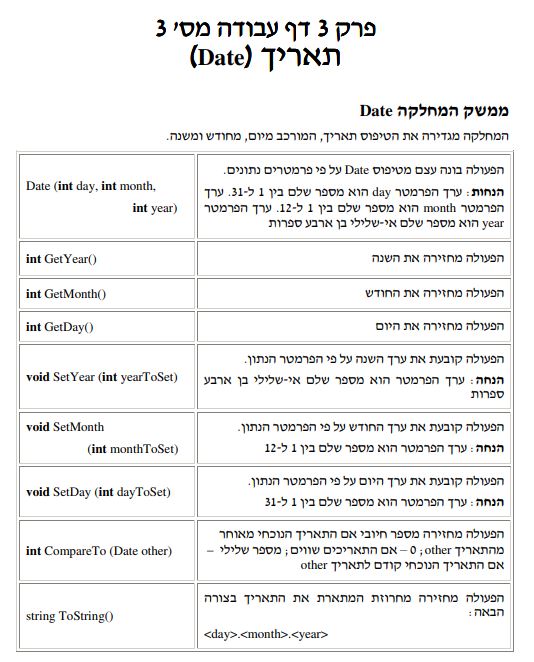 פרק 3 דף עבודה מס׳ 3
תאריך (Date)
ממשק המחלקה Date
המחלקה מגדירה את הטיפוס תאריך, המורכב מיום, מחודש ומשנה.
Date (int day, int month,
int year)
הפעולה בונה עצם מטיפוס Date על פי פרמטרים נתונים.
הנחות: ערך הפרמטר day הוא מספר שלם בין 1 ל-31. ערך
הפרמטר month הוא מספר שלם בין 1 ל-12. ערך הפרמטר
year הוא מספר שלם אי-שלילי בן ארבע ספרות
int GetYear()
הפעולה מחזירה את השנה
int GetMonth()
הפעולה מחזירה את החודש
int GetDay()
הפעולה מחזירה את היום
void SetYear (int yearToSet)
הפעולה קובעת את ערך השנה על פי הפרמטר הנתון.
הנחה: ערך הפרמטר הוא מספר שלם אי-שלילי בן ארבע
ספרות
void SetMonth
(int monthToSet)
הפעולה קובעת את ערך החודש על פי הפרמטר הנתון.
הנחה: ערך הפרמטר הוא מספר שלם בין 1 ל-12
void SetDay (int dayToSet)
הפעולה קובעת את ערך היום על פי הפרמטר הנתון.
הנחה: ערך הפרמטר הוא מספר שלם בין 1 ל-31
int CompareTo (Date other)
הפעולה מחזירה מספר חיובי אם התאריך הנוכחי מאוחר
מהתאריך other; 0 – אם התאריכים שווים; מספר שלילי –
אם התאריך הנוכחי קודם לתאריך other
string ToString()
הפעולה מחזירה מחרוזת המתארת את התאריך בצורה
הבאה:
<day>.<month>.<year>